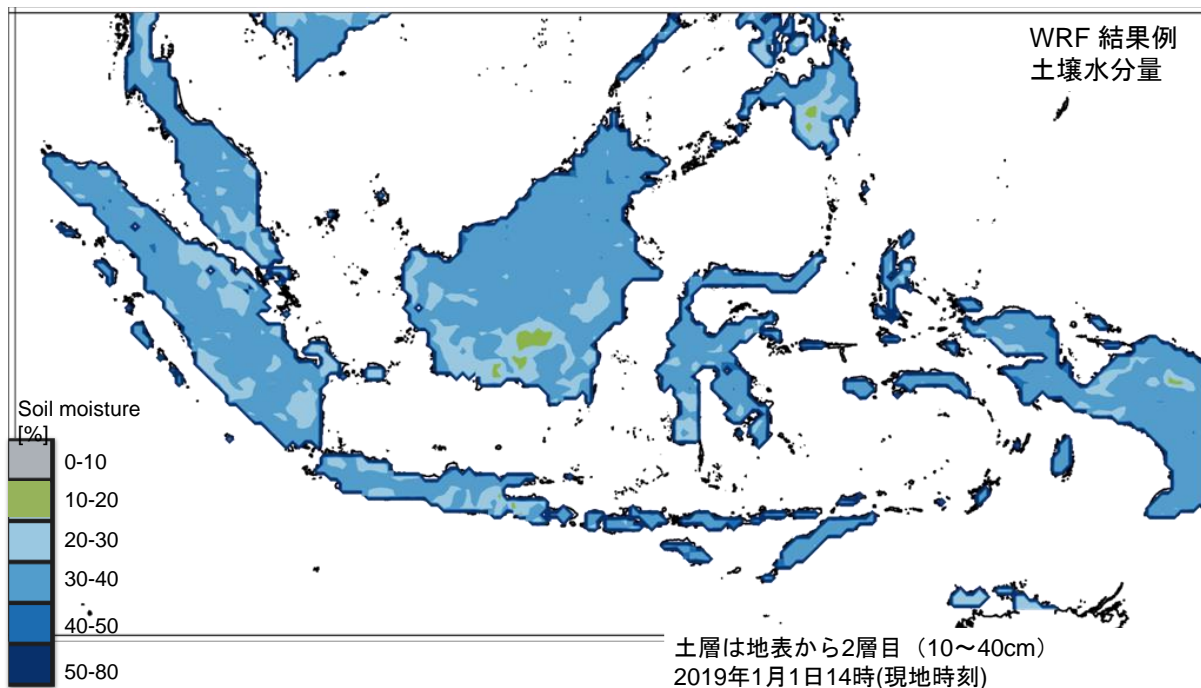 WRF 結果例
土壌水分量
Soil moisture
[%]
0-10
10-20
20-30
30-40
40-50
50-80
土層は地表から2層目（10～40cm）
2019年1月1日14時(現地時刻)